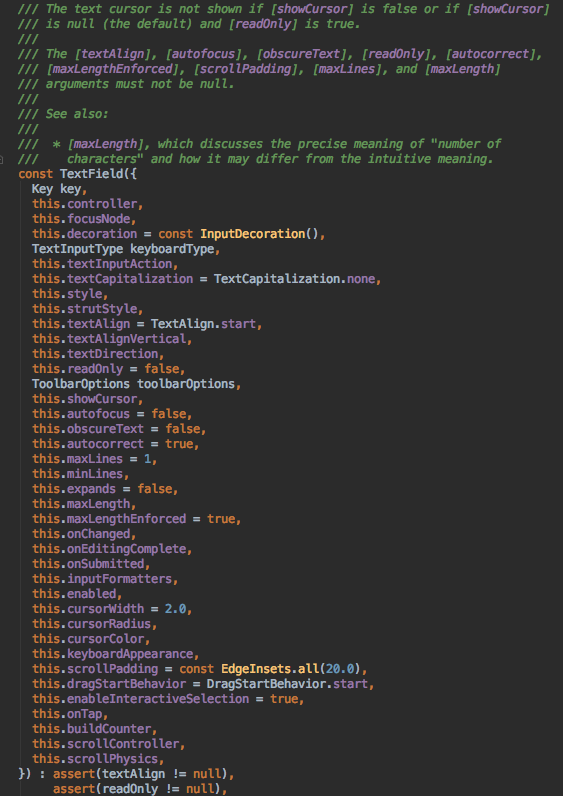 /// The text cursor is not shown if [showCursor] is false or if [showCursor]
/// is null (the default) and [readOnly] is true.
///
/// The [textAlign], [autofocus], [obscureText], [readOnly], [autocorrect],
/// [maxLengthEnforced], [scrollPadding], [maxLines], and [maxLength]
/// arguments must not be null.
///
/// See also:
///
///  * [maxLength], which discusses the precise meaning of "number of
///    characters" and how it may differ from the intuitive meaning.
const TextField({
  Key key,
  this.controller,
  this.focusNode,
  this.decoration = const InputDecoration(),
  TextInputType keyboardType,
  this.textInputAction,
  this.textCapitalization = TextCapitalization.none,
  this.style,
  this.strutStyle,
  this.textAlign = TextAlign.start,
  this.textAlignVertical,
  this.textDirection,
  this.readOnly = false,
  ToolbarOptions toolbarOptions,
  this.showCursor,
  this.autofocus = false,
  this.obscureText = false,
  this.autocorrect = true,
  this.maxLines = 1,
  this.minLines,
  this.expands = false,
  this.maxLength,
  this.maxLengthEnforced = true,
  this.onChanged,
  this.onEditingComplete,
  this.onSubmitted,
  this.inputFormatters,
  this.enabled,
  this.cursorWidth = 2.0,
  this.cursorRadius,
  this.cursorColor,
  this.keyboardAppearance,
  this.scrollPadding = const EdgeInsets.all(20.0),
  this.dragStartBehavior = DragStartBehavior.start,
  this.enableInteractiveSelection = true,
  this.onTap,
  this.buildCounter,
  this.scrollController,
  this.scrollPhysics,
}) : assert(textAlign != null),
     assert(readOnly != null),